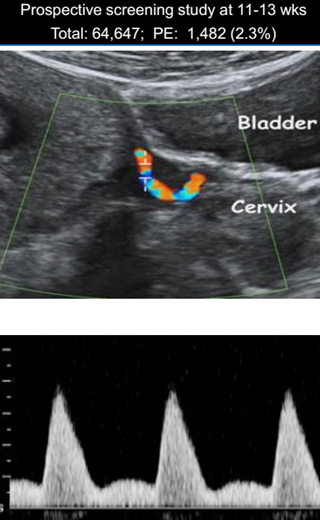 Prospective screening study at 11-13 wks
Total: 64,647; PE: 1,482 (2.3%)
Bladder
Cervix
s